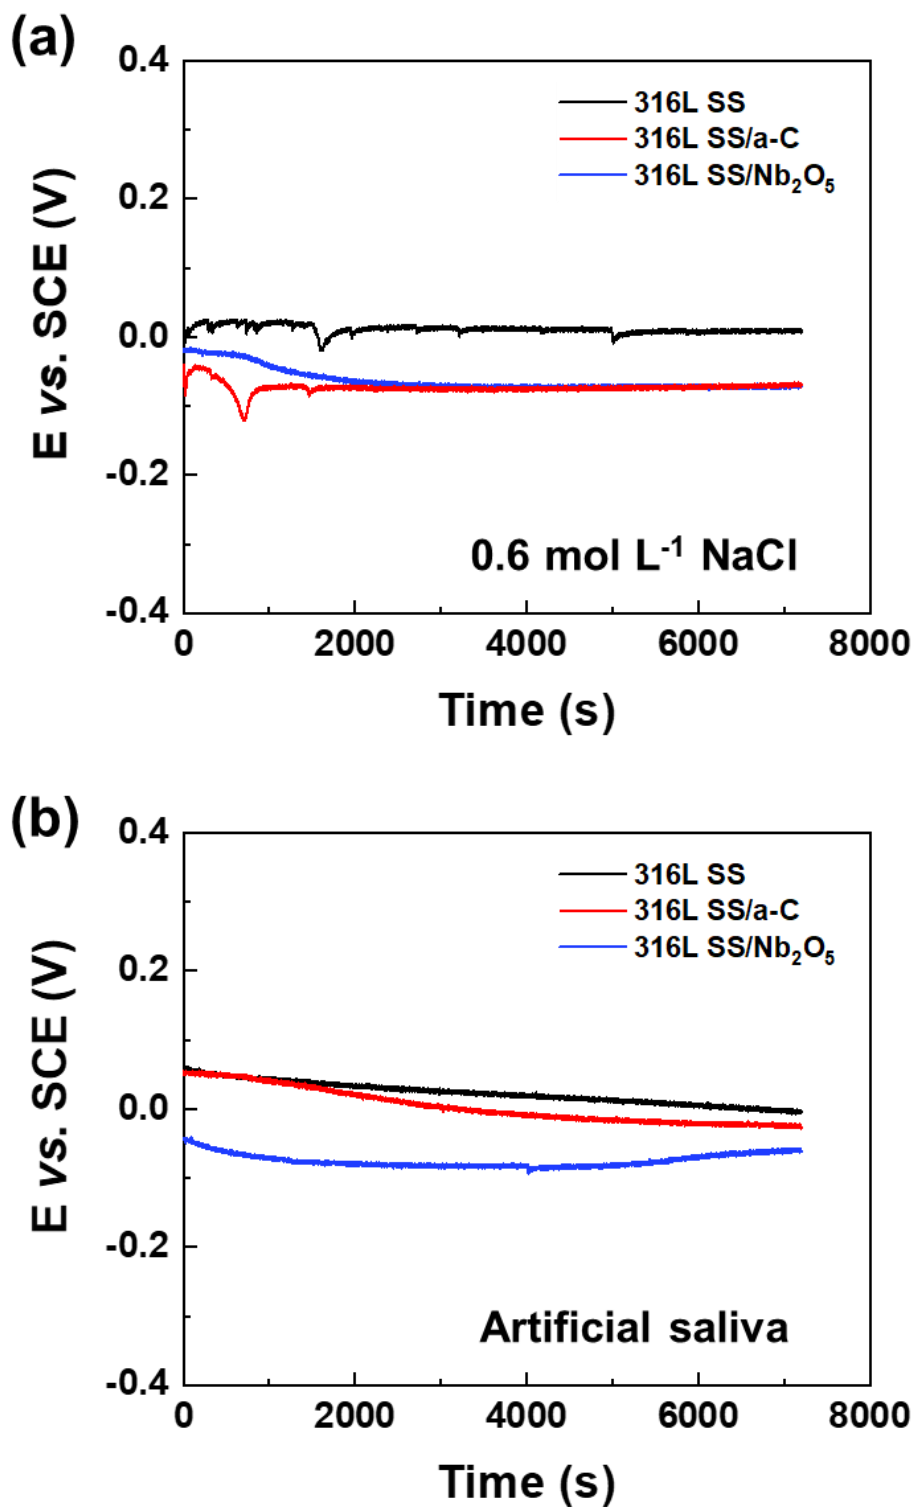 (a)
0.4
0.2
0.0
-0.2
-0.4
E vs. SCE (V)
316L SS
316L SS/a-C
316L SS/Nb₂O₅
0.6 mol L⁻¹ NaCl
0
2000
4000
6000
8000
Time (s)
(b)
0.4
0.2
0.0
-0.2
-0.4
E vs. SCE (V)
316L SS
316L SS/a-C
316L SS/Nb₂O₅
Artificial saliva
0
2000
4000
6000
8000
Time (s)